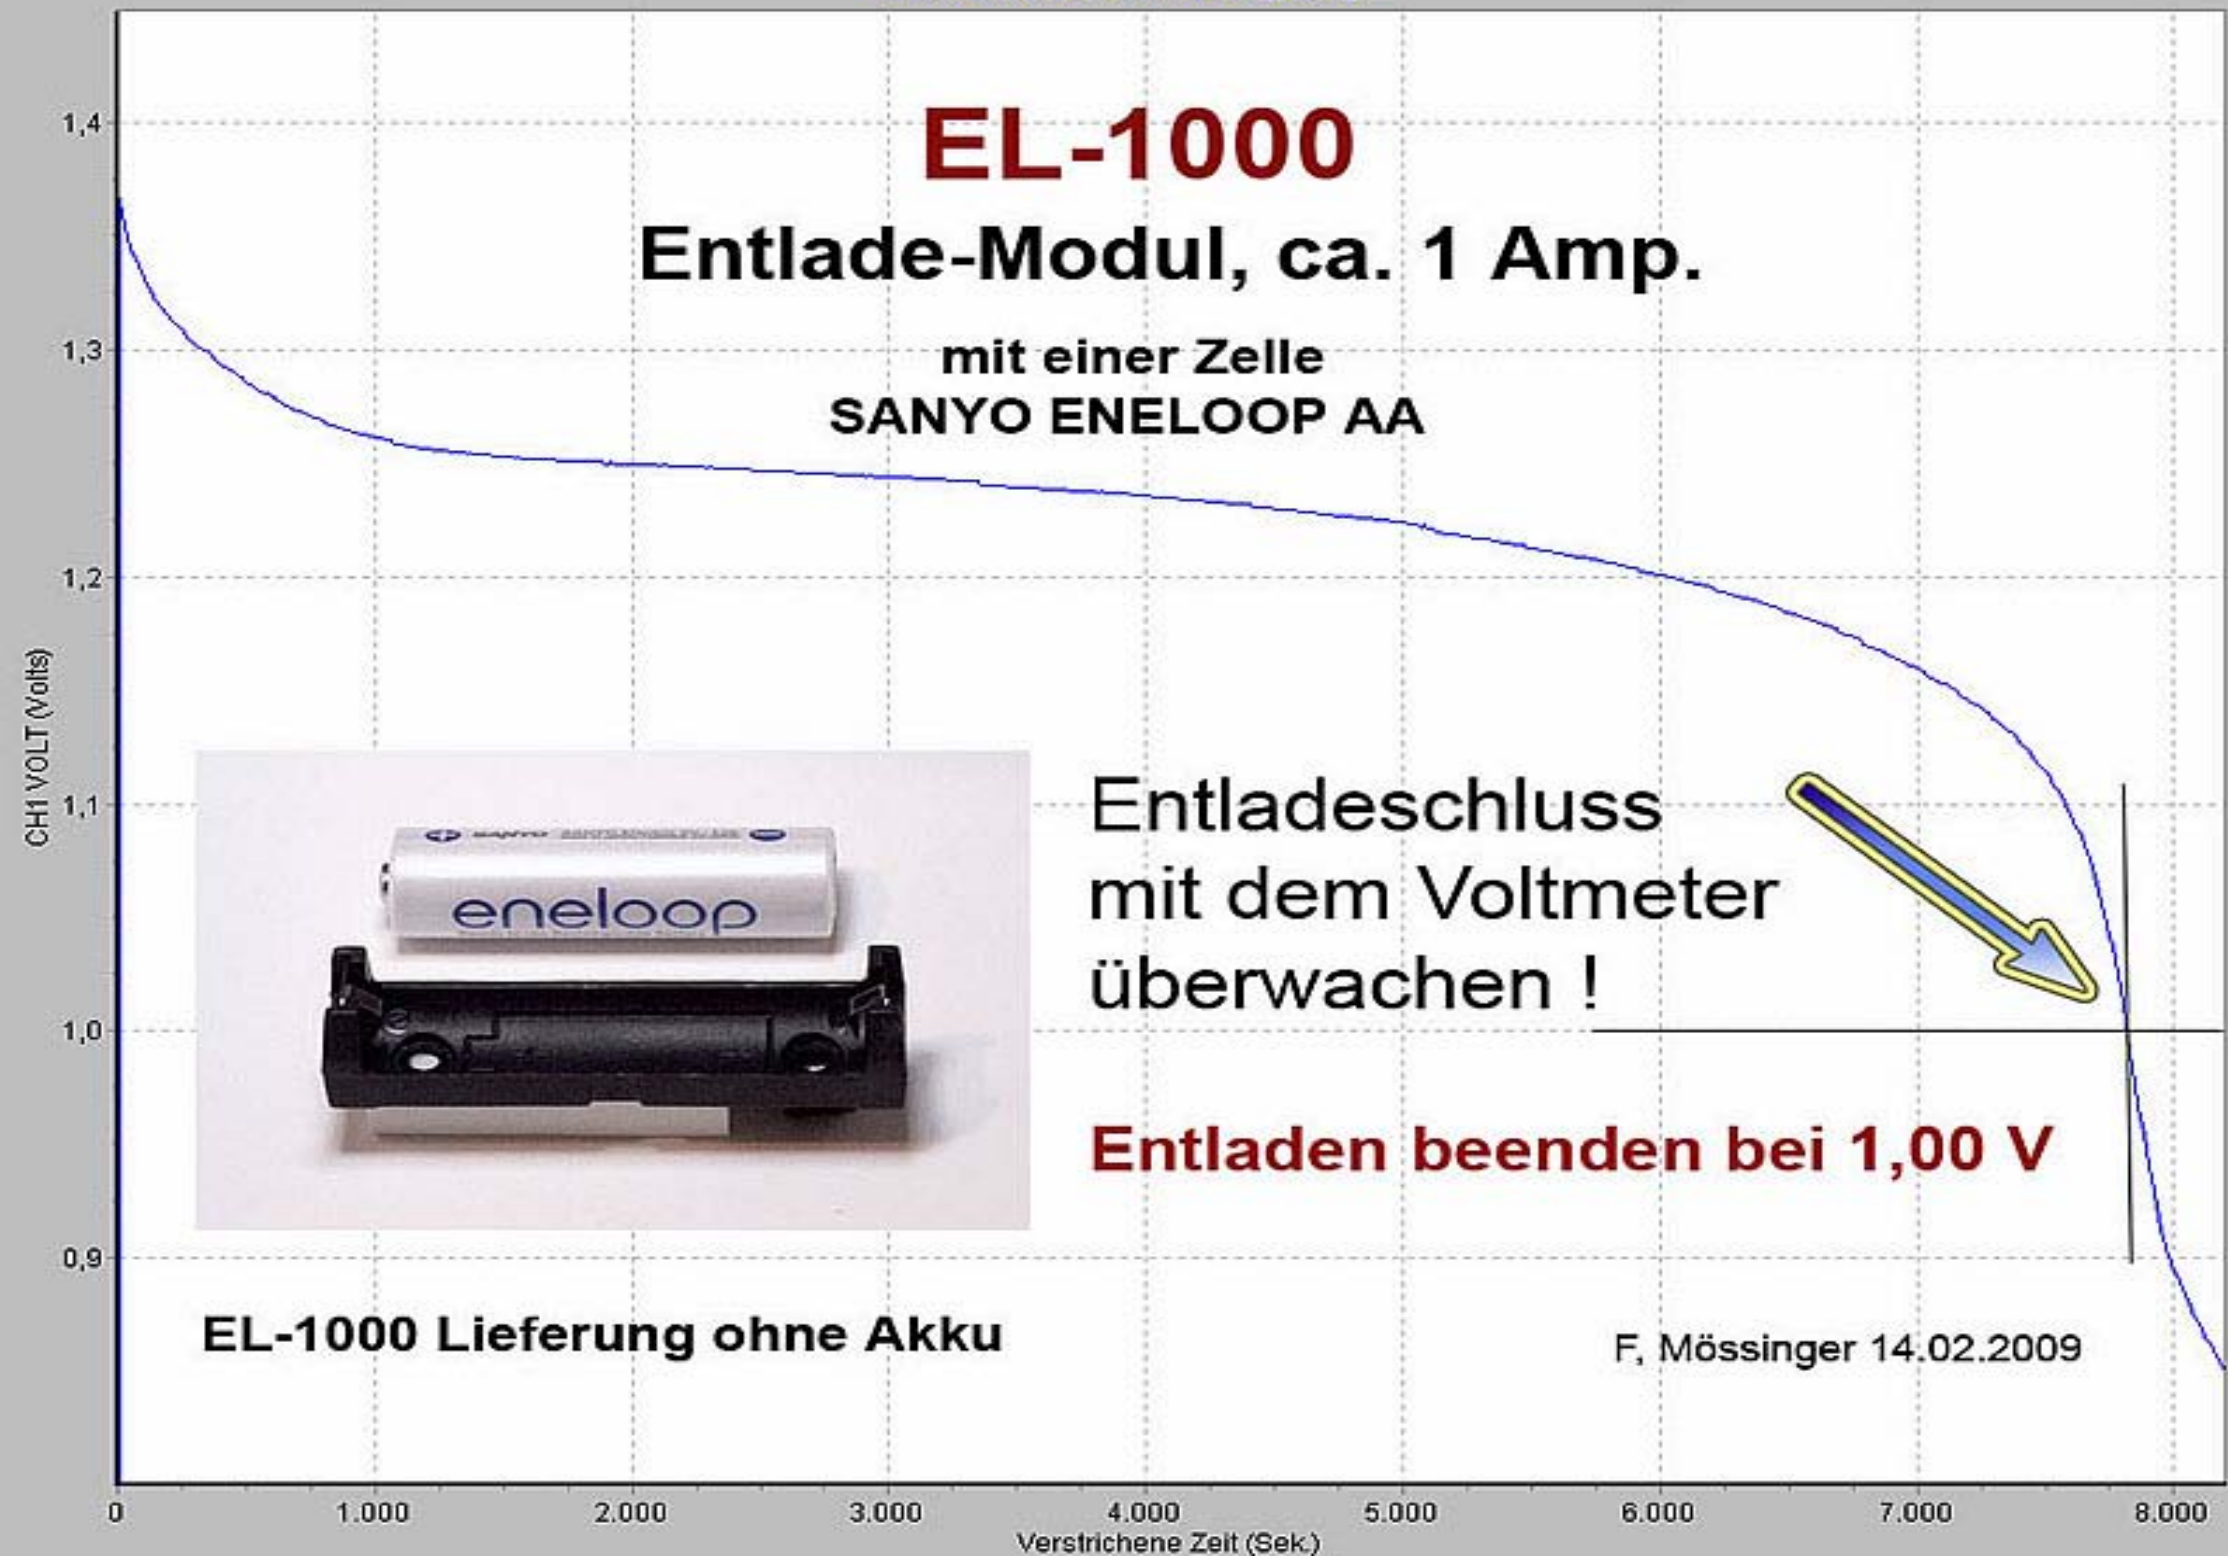 EL-1000
Entlade-Modul, ca. 1 Amp.
mit einer Zelle
SANYO ENELOOP AA
CH1 VOLT (Volts)
1,4
1,3
1,2
1,1
1,0
0,9
SANYO
eneloop
Entladeschluss
mit dem Voltmeter
überwachen !
Entladen beenden bei 1,00 V
EL-1000 Lieferung ohne Akku
F, Mössinger 14.02.2009
0 1.000 2.000 3.000 4.000 5.000 6.000 7.000 8.000
Verstrichene Zeit (Sek.)